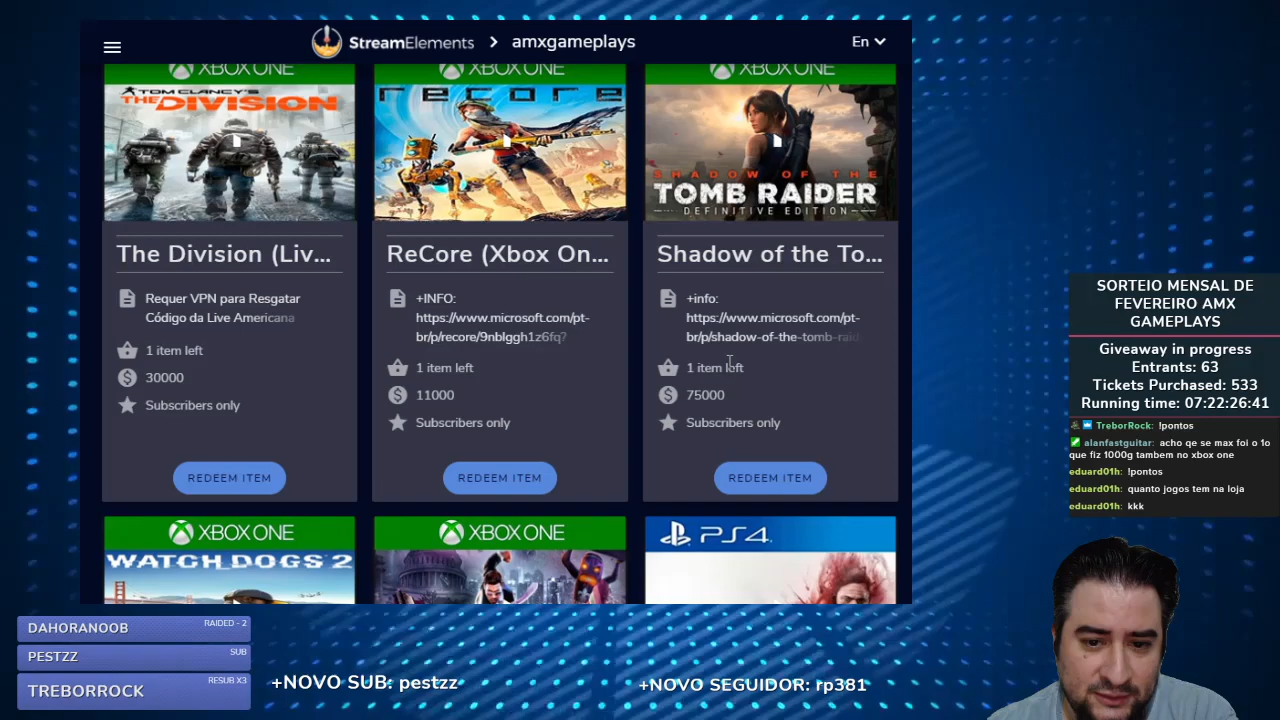 StreamElements > amxgameplays
En
XBOX ONE
XBOX ONE
XBOX ONE
TOM CLANCY'S
THE DIVISION
RECORE
SHADOW OF THE
TOMB RAIDER
DEFINITIVE EDITION
The Division (Liv...
Requer VPN para Resgatar
Código da Live Americana
1 item left
30000
Subscribers only
REDEEM ITEM
ReCore (Xbox On...
+INFO:
https://www.microsoft.com/pt-
br/p/recore/9nblggh1z6fq?
1 item left
11000
Subscribers only
REDEEM ITEM
Shadow of the To...
+info:
https://www.microsoft.com/pt-
br/p/shadow-of-the-tomb-raid
1 item left
75000
Subscribers only
REDEEM ITEM
XBOX ONE
WATCH DOGS 2
XBOX ONE
PS4
SORTEIO MENSAL DE
FEVEREIRO AMX
GAMEPLAYS
Giveaway in progress
Entrants: 63
Tickets Purchased: 533
Running time: 07:22:26:41
TreborRock: !pontos
alanfastguitar: acho qe se max foi o 1o
que fiz 1000g tambem no xbox one
eduard01h: !pontos
eduard01h: quanto jogos tem na loja
eduard01h: kkk
DAHORANOOB RAIDED - 2
PESTZZ SUB
TREBORROCK RESUB X3
+NOVO SUB: pestzz
+NOVO SEGUIDOR: rp381